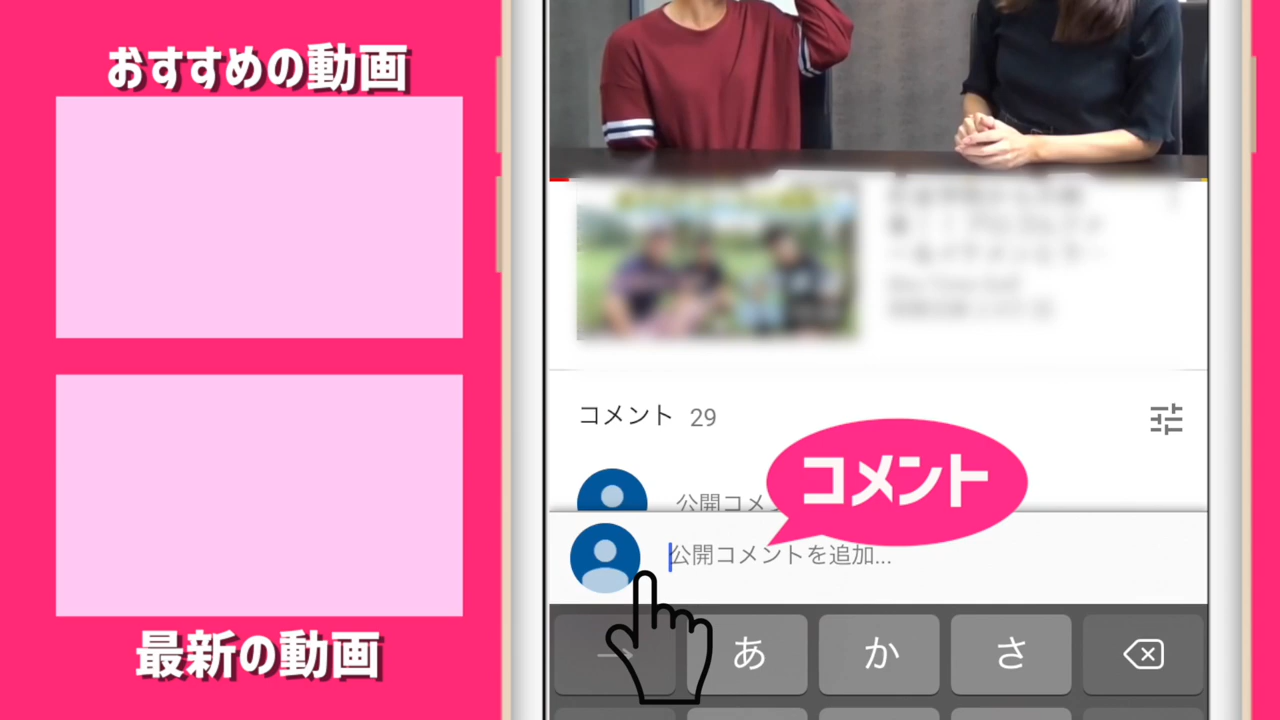 おすすめの動画
最新の動画
コメント 29
コメント
公開コメ
公開コメントを追加...
→
あ
か
さ